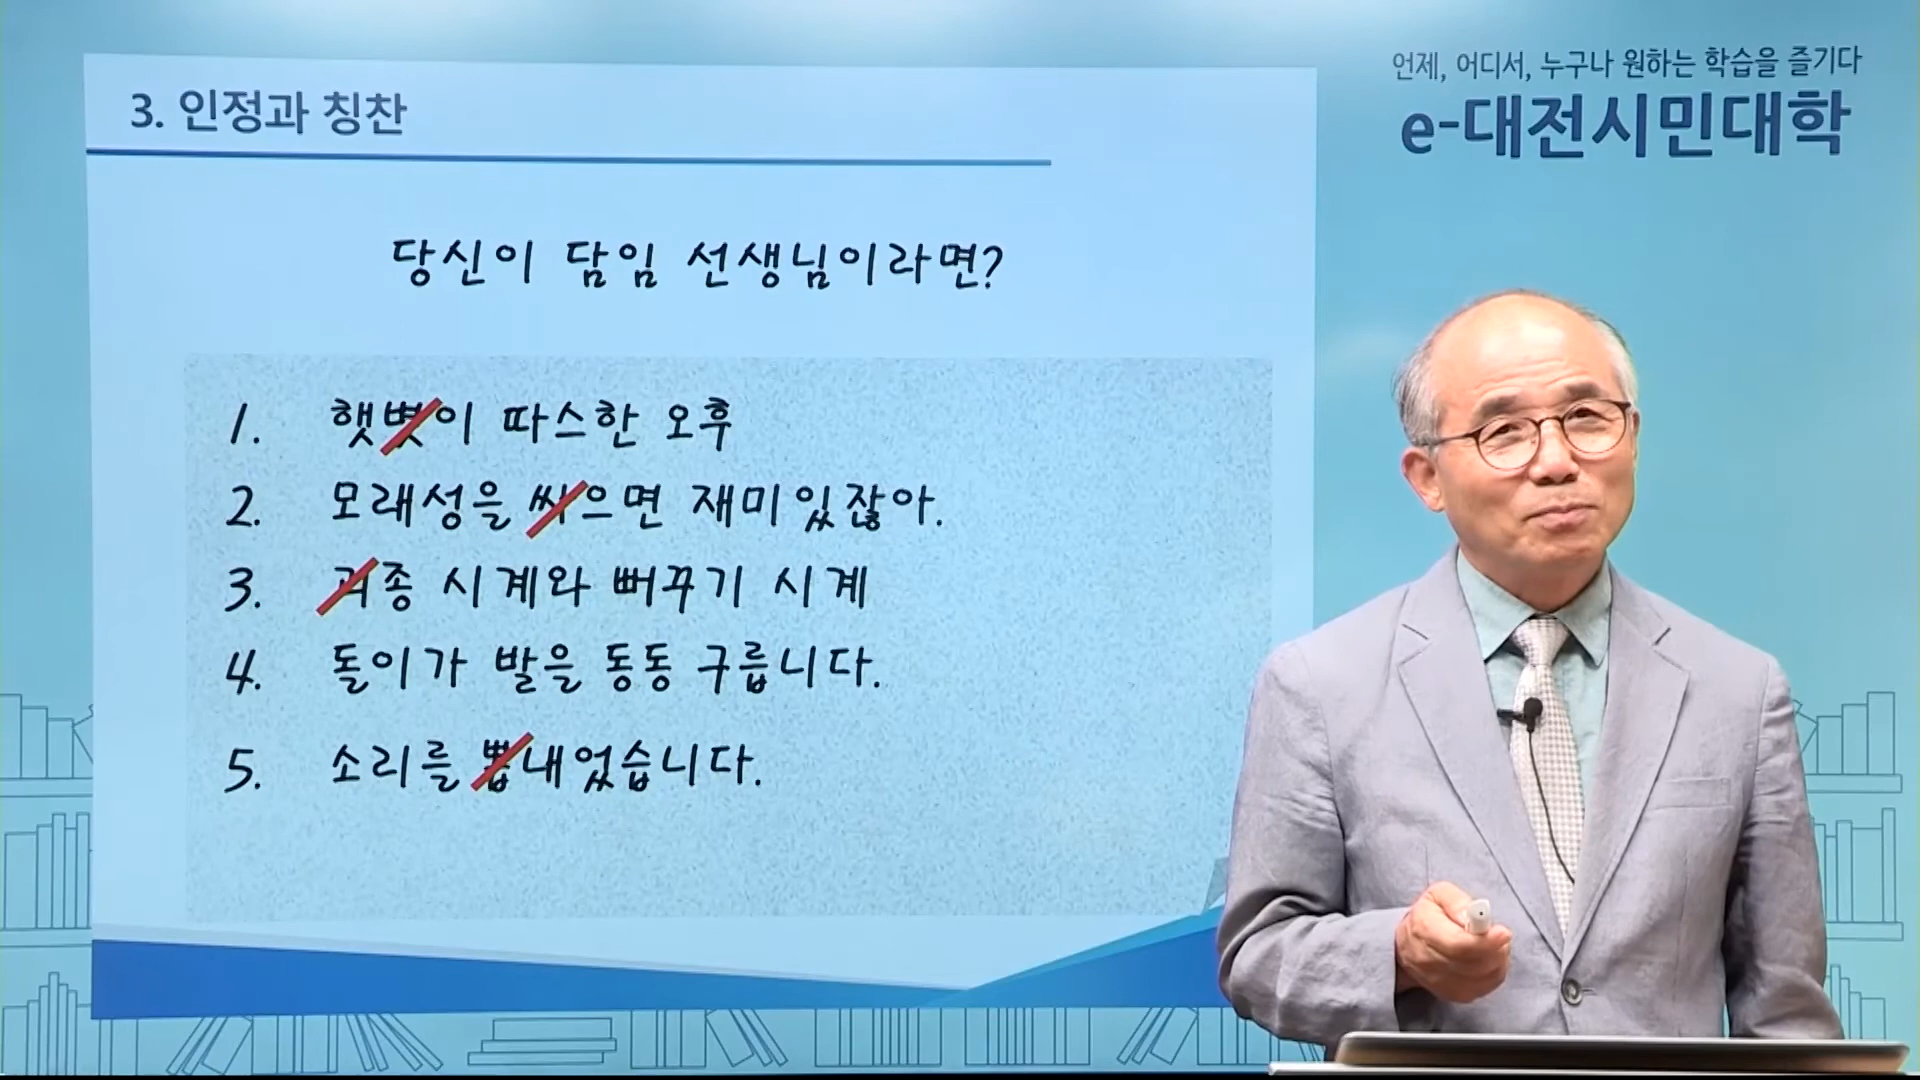 언제, 어디서, 누구나 원하는 학습을 즐기다
e-대전시민대학
3. 인정과 칭찬
당신이 담임 선생님이라면?
1. 햇볏이 따스한 오후
2. 모래성을 싸으면 재미있잖아.
3. 괴종 시계와 뻐꾸기 시계
4. 돌이가 발을 동동 구릅니다.
5. 소리를 뽑내었습니다.